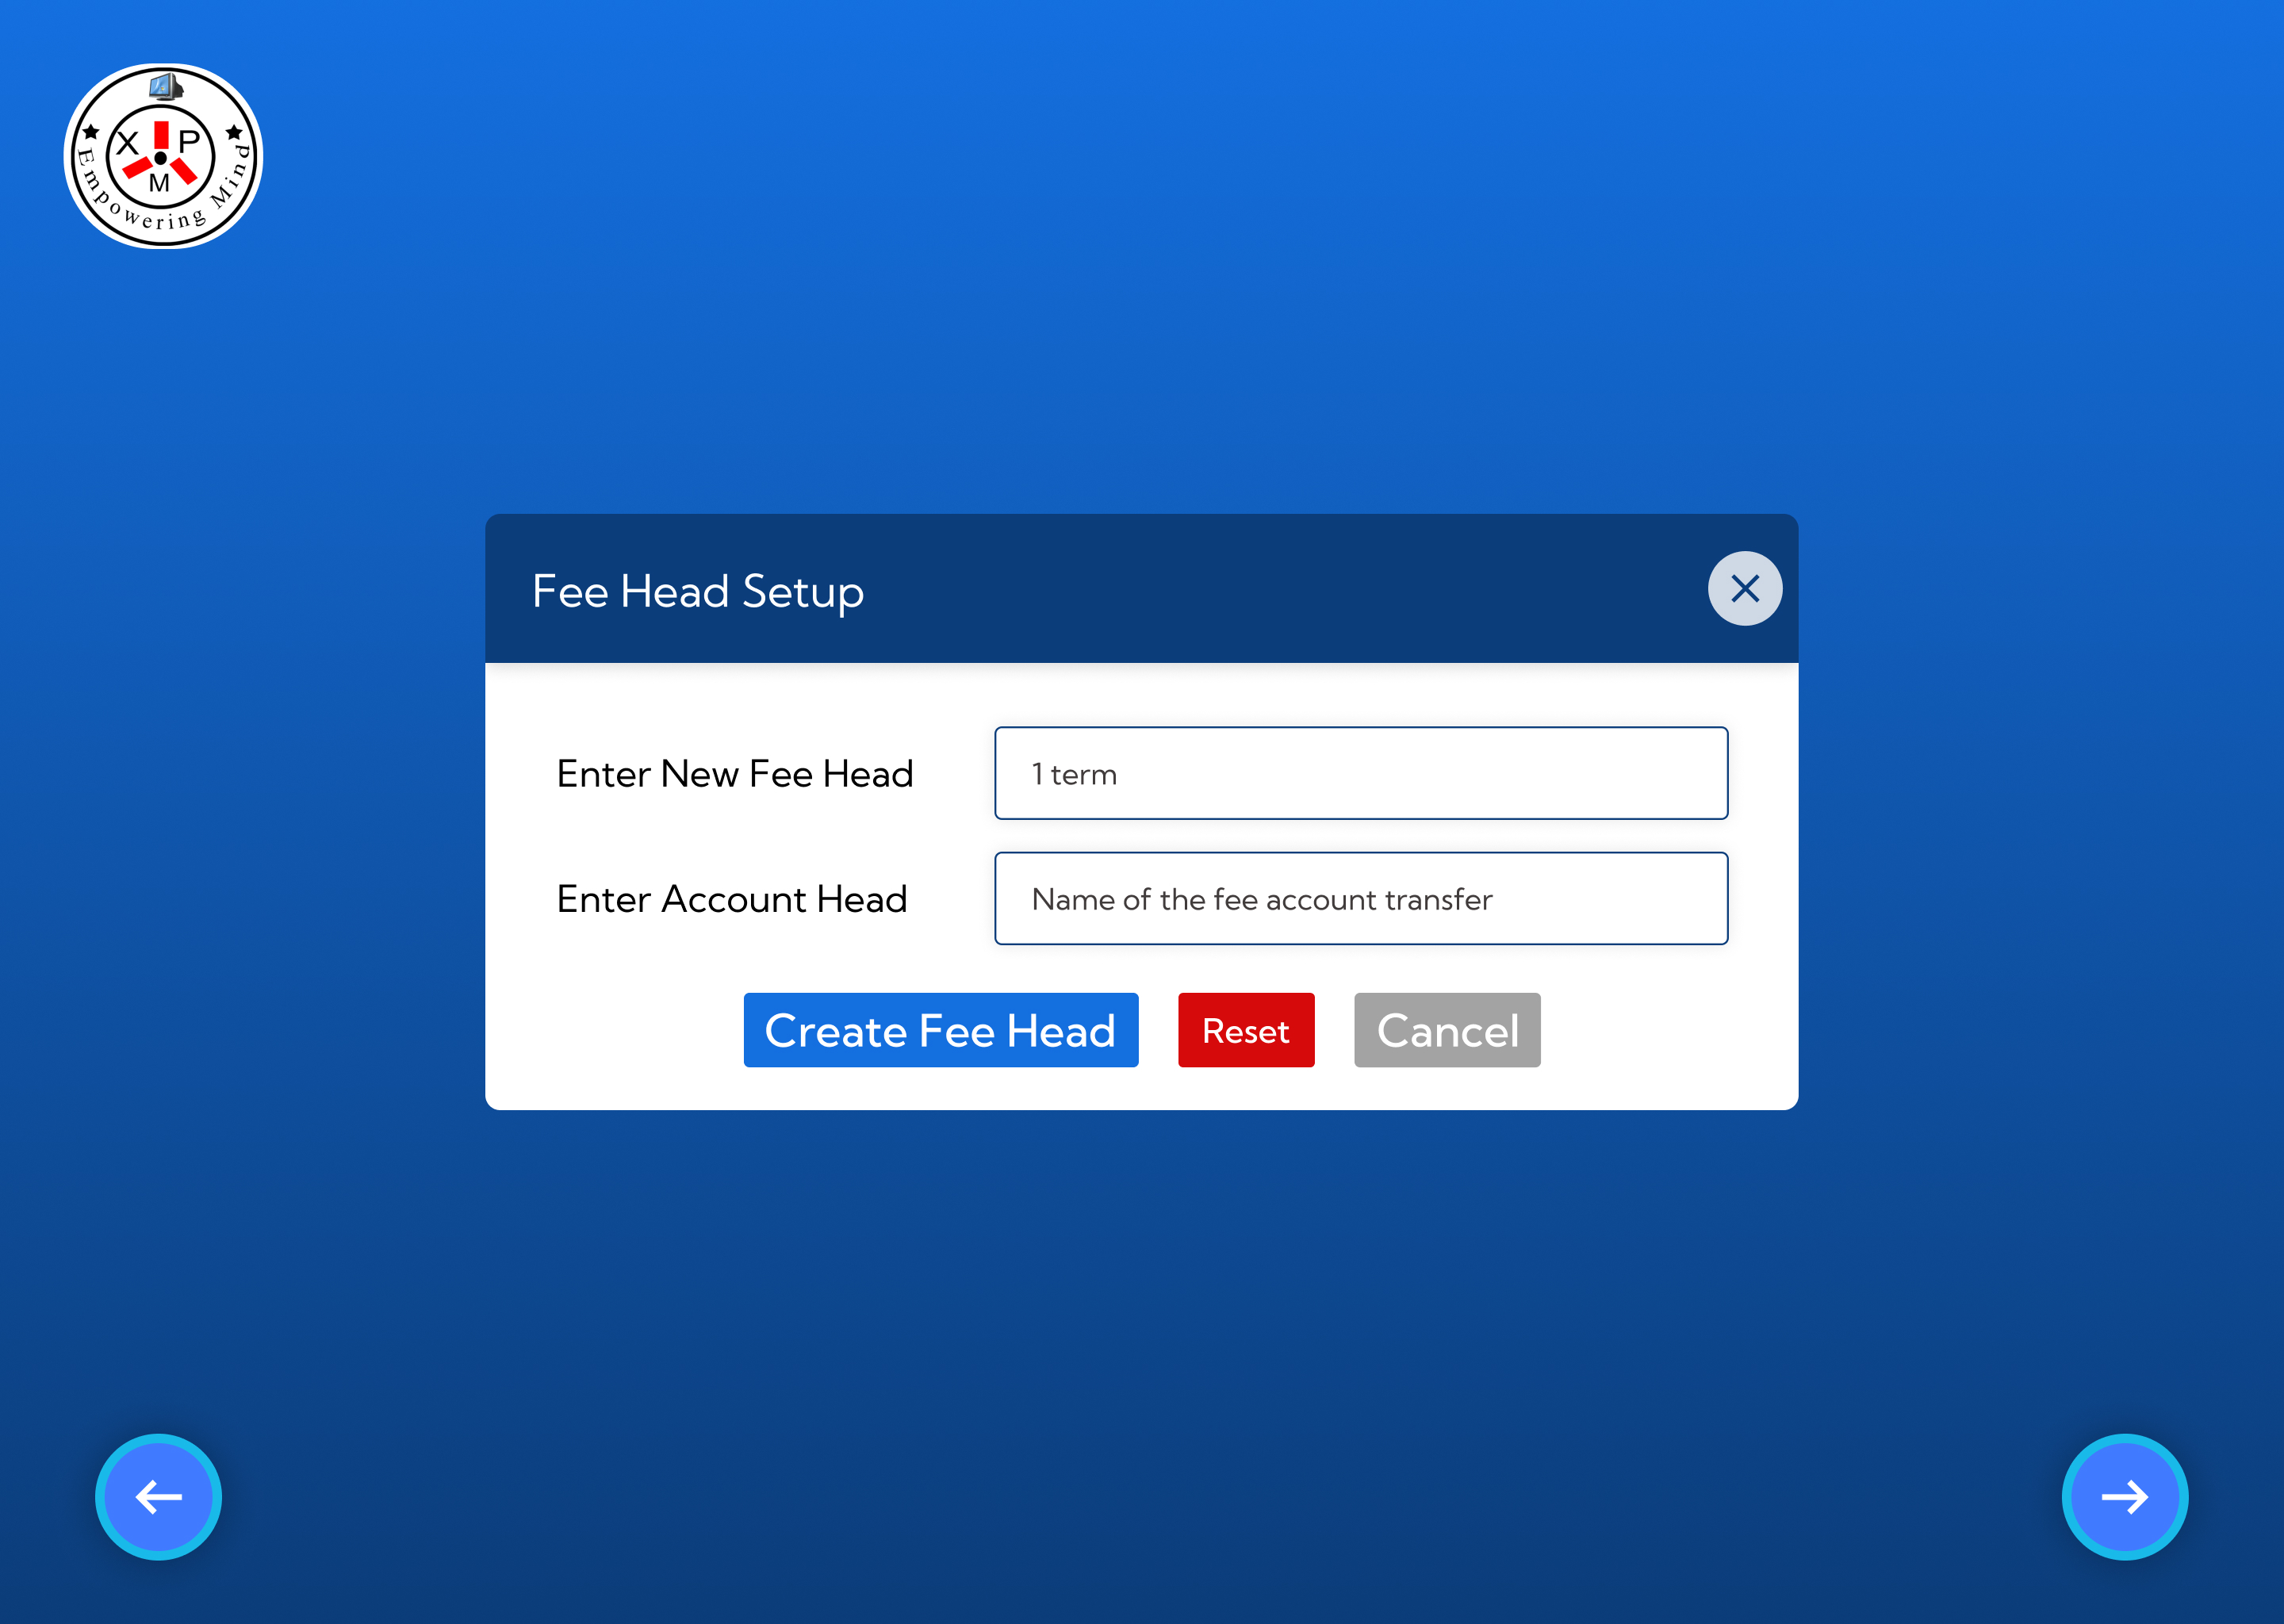 X P
M
Empowering Mind
Fee Head Setup
Enter New Fee Head
1 term
Enter Account Head
Name of the fee account transfer
Create Fee Head
Reset
Cancel